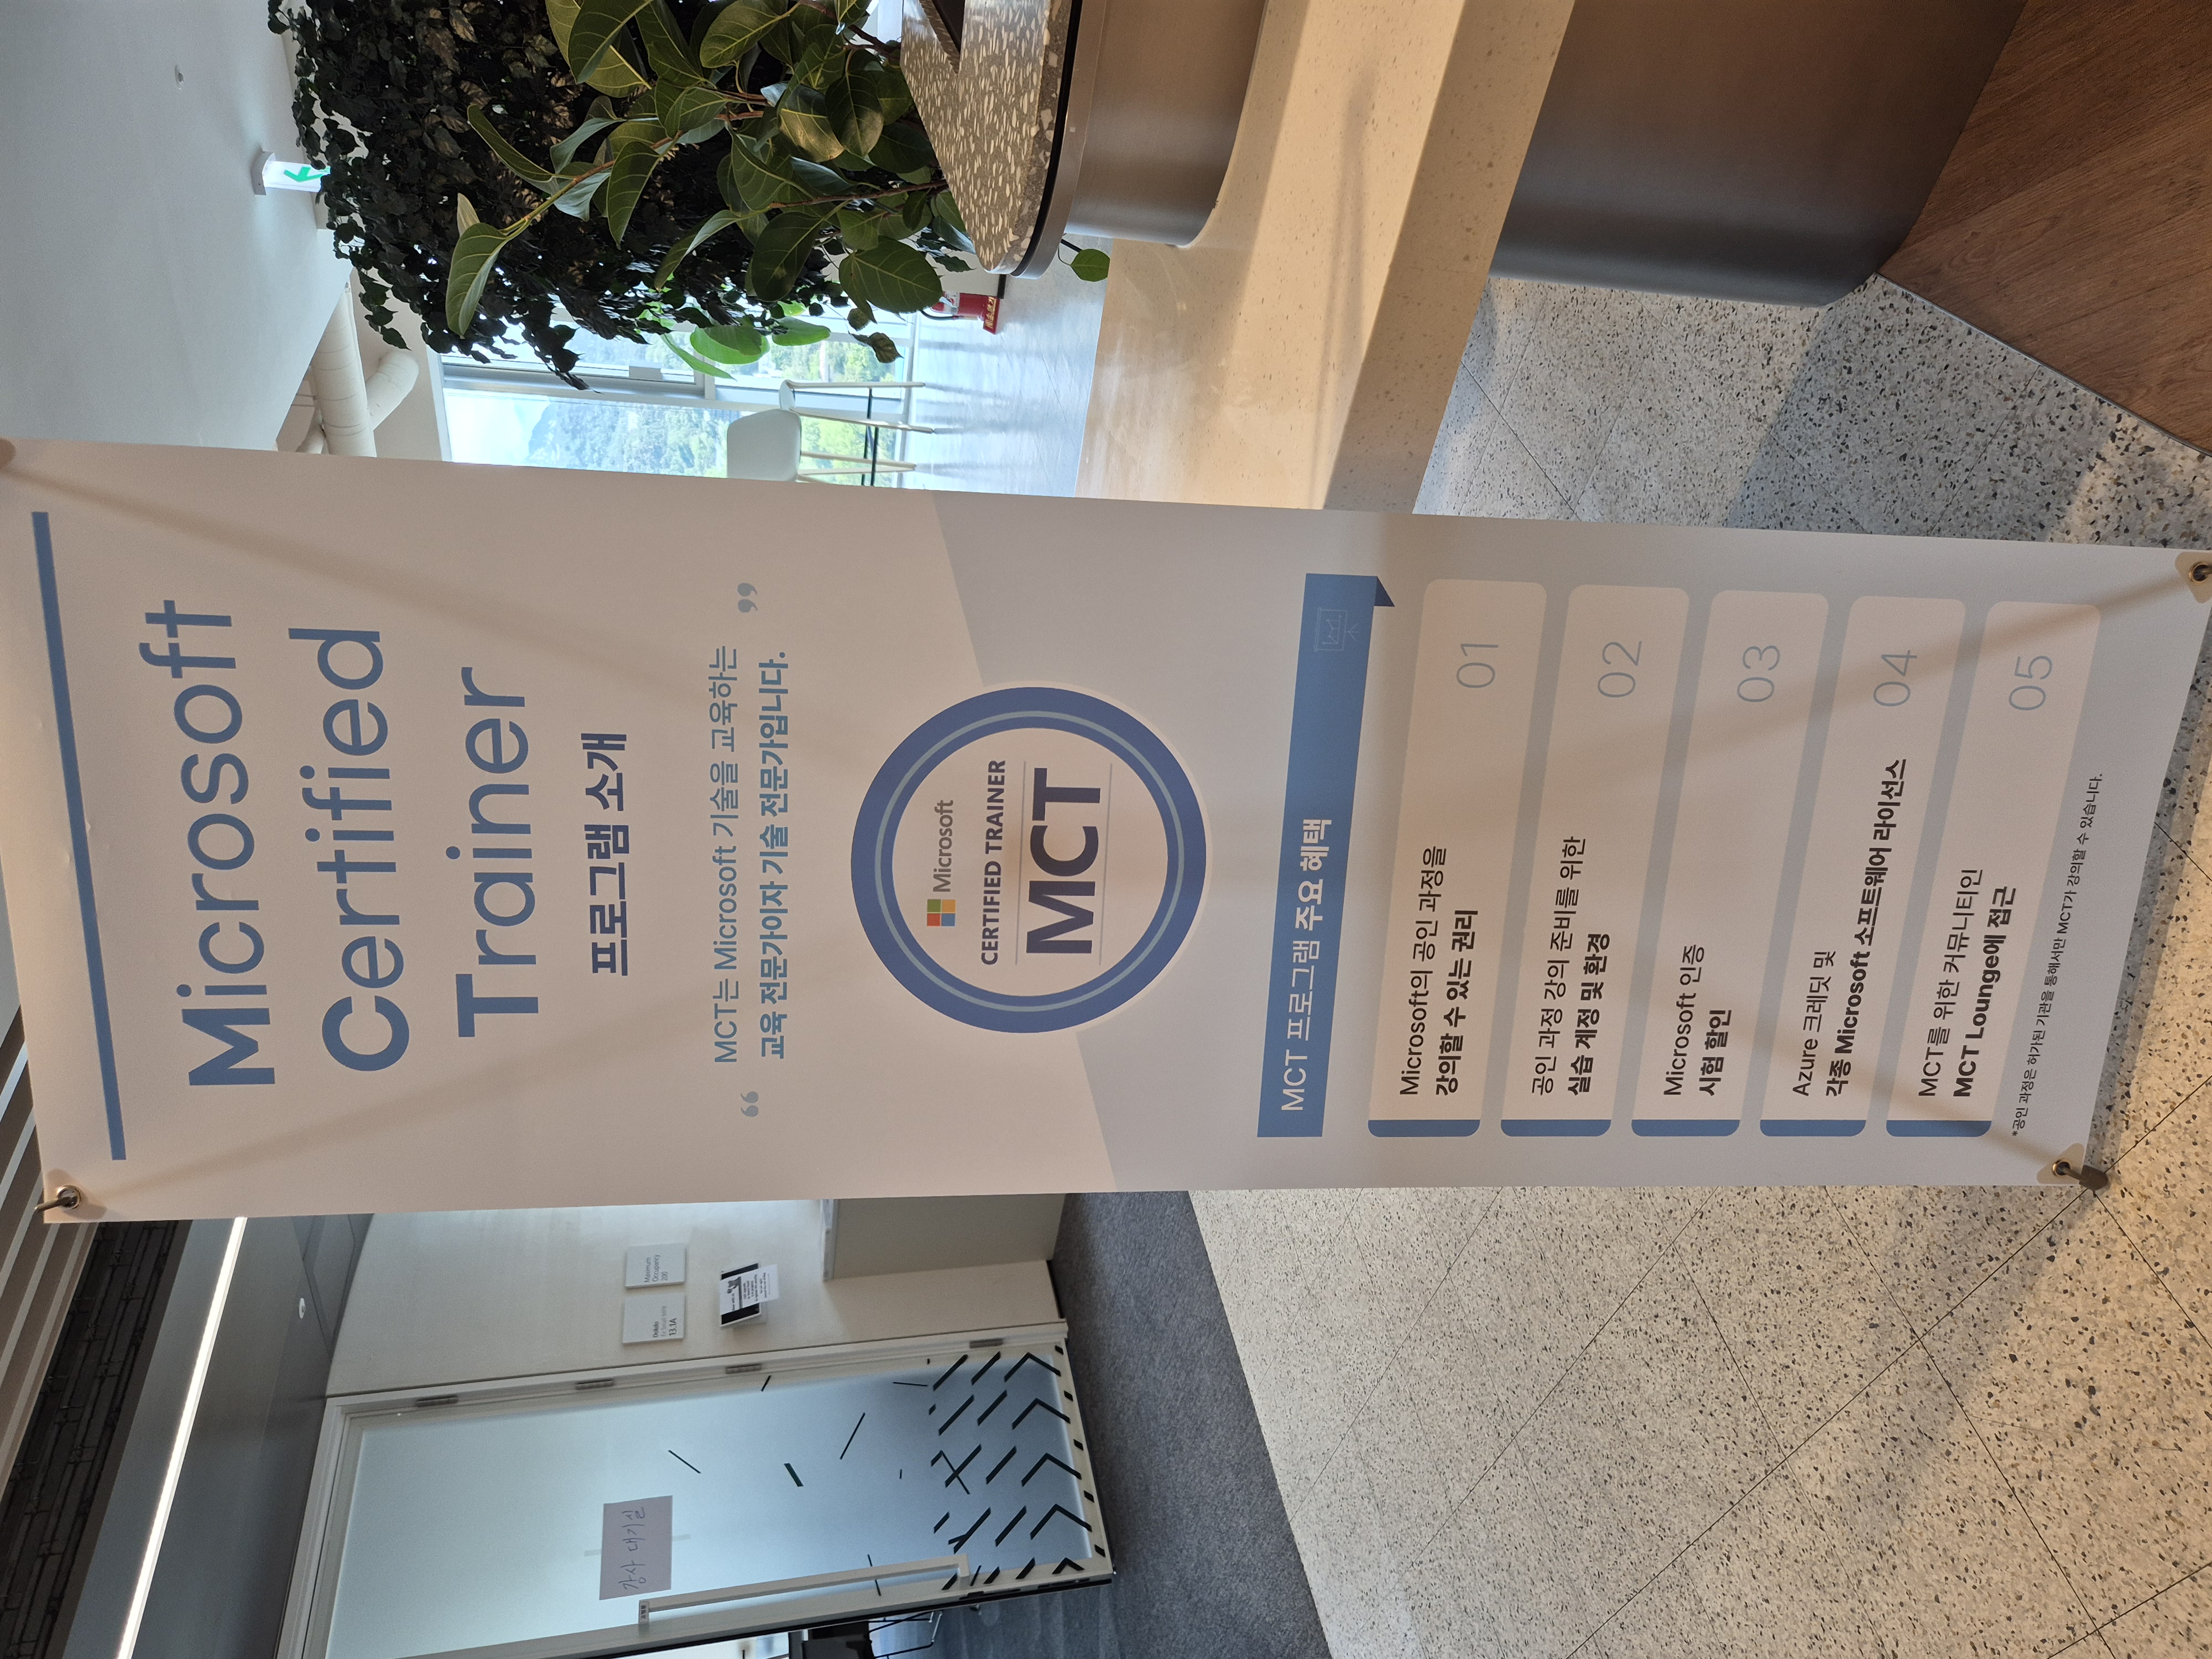 Microsoft
Certified
Trainer
프로그램 소개
“ MCT는 Microsoft 기술을 교육하는
교육 전문가이자 기술 전문가입니다. ”
Microsoft
CERTIFIED TRAINER
MCT
MCT 프로그램 주요 혜택
Microsoft의 공인 과정을
강의할 수 있는 권리
01
공인 과정 강의 준비를 위한
실습 계정 및 환경
02
Microsoft 인증
시험 할인
03
Azure 크레딧 및
각종 Microsoft 소프트웨어 라이선스
04
MCT를 위한 커뮤니티인
MCT Lounge에 접근
05
*공인 과정은 허가된 기관을 통해서만 MCT가 강의할 수 있습니다.
강사 대기실
Dokdo
13.1A
Maximum
Occupancy
200